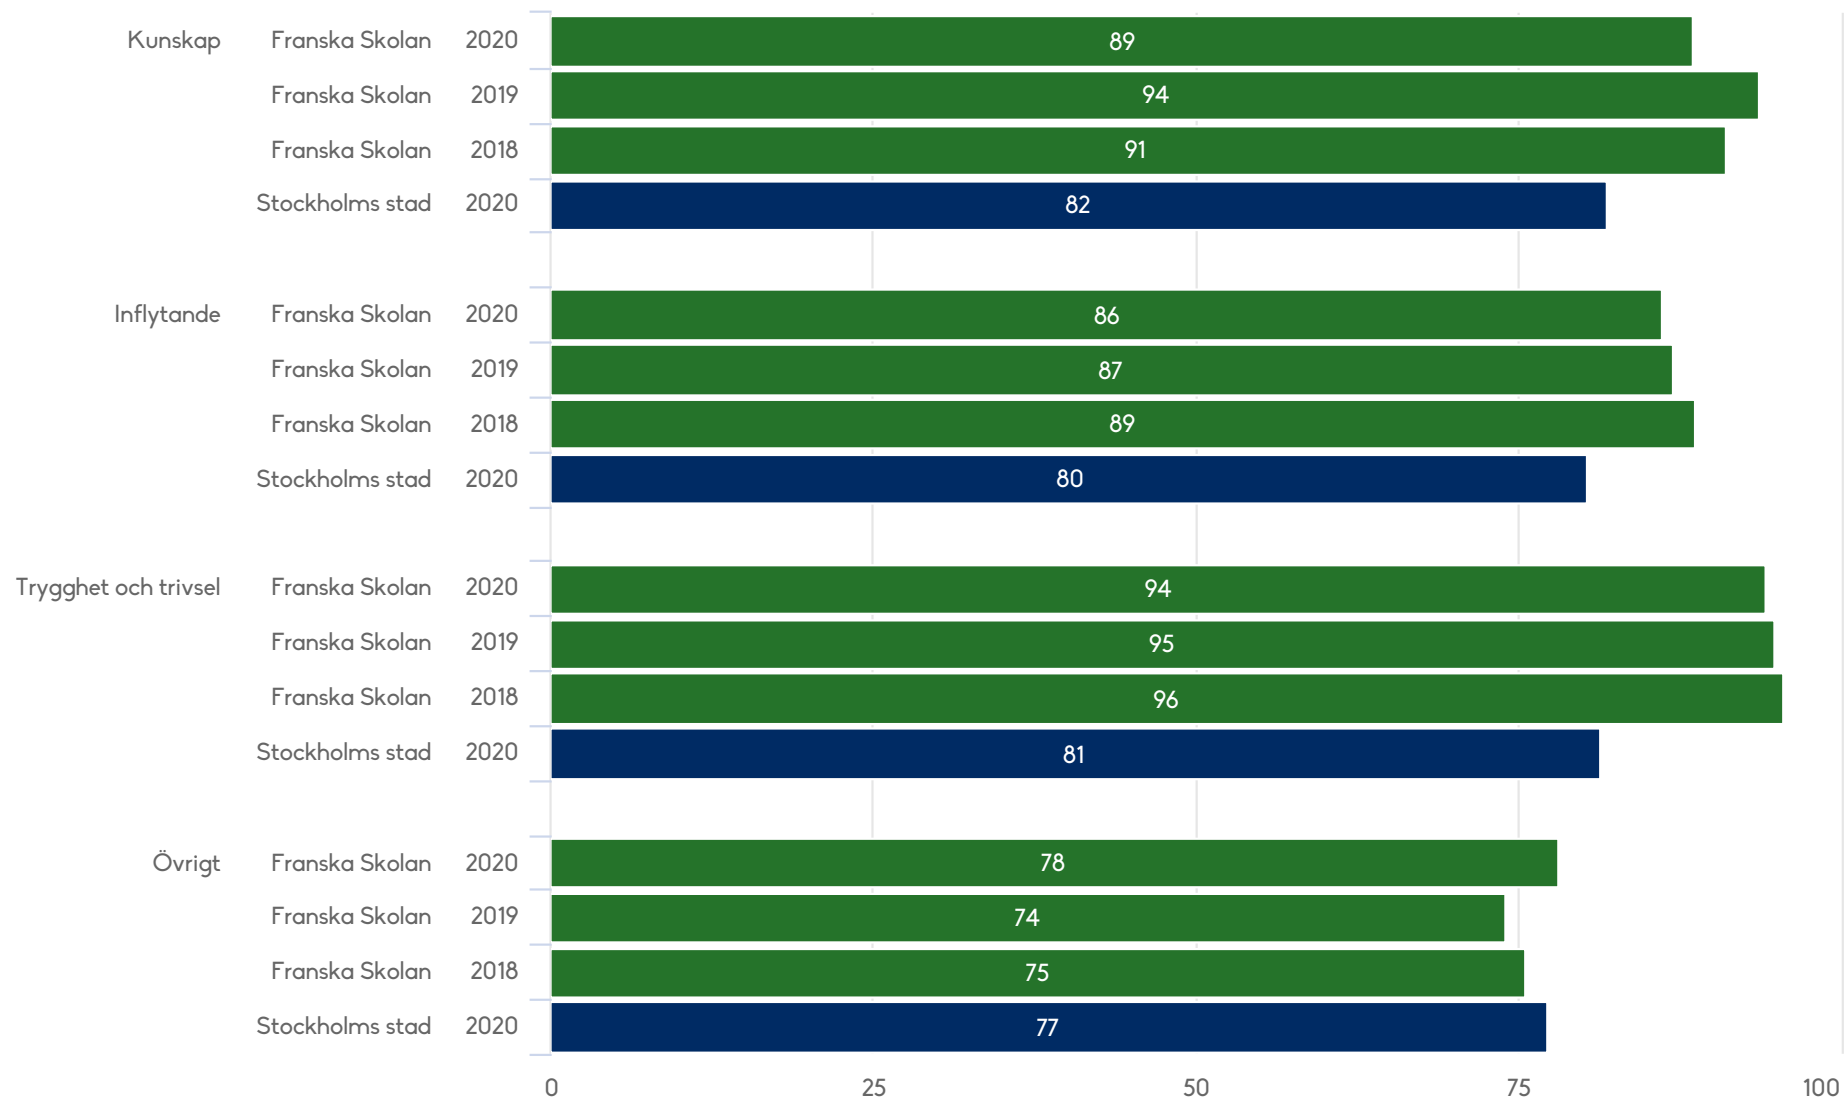 Kunskap Franska Skolan 2020 89
Franska Skolan 2019 94
Franska Skolan 2018 91
Stockholms stad 2020 82
Inflytande Franska Skolan 2020 86
Franska Skolan 2019 87
Franska Skolan 2018 89
Stockholms stad 2020 80
Trygghet och trivsel Franska Skolan 2020 94
Franska Skolan 2019 95
Franska Skolan 2018 96
Stockholms stad 2020 81
Övrigt Franska Skolan 2020 78
Franska Skolan 2019 74
Franska Skolan 2018 75
Stockholms stad 2020 77
0 25 50 75 100